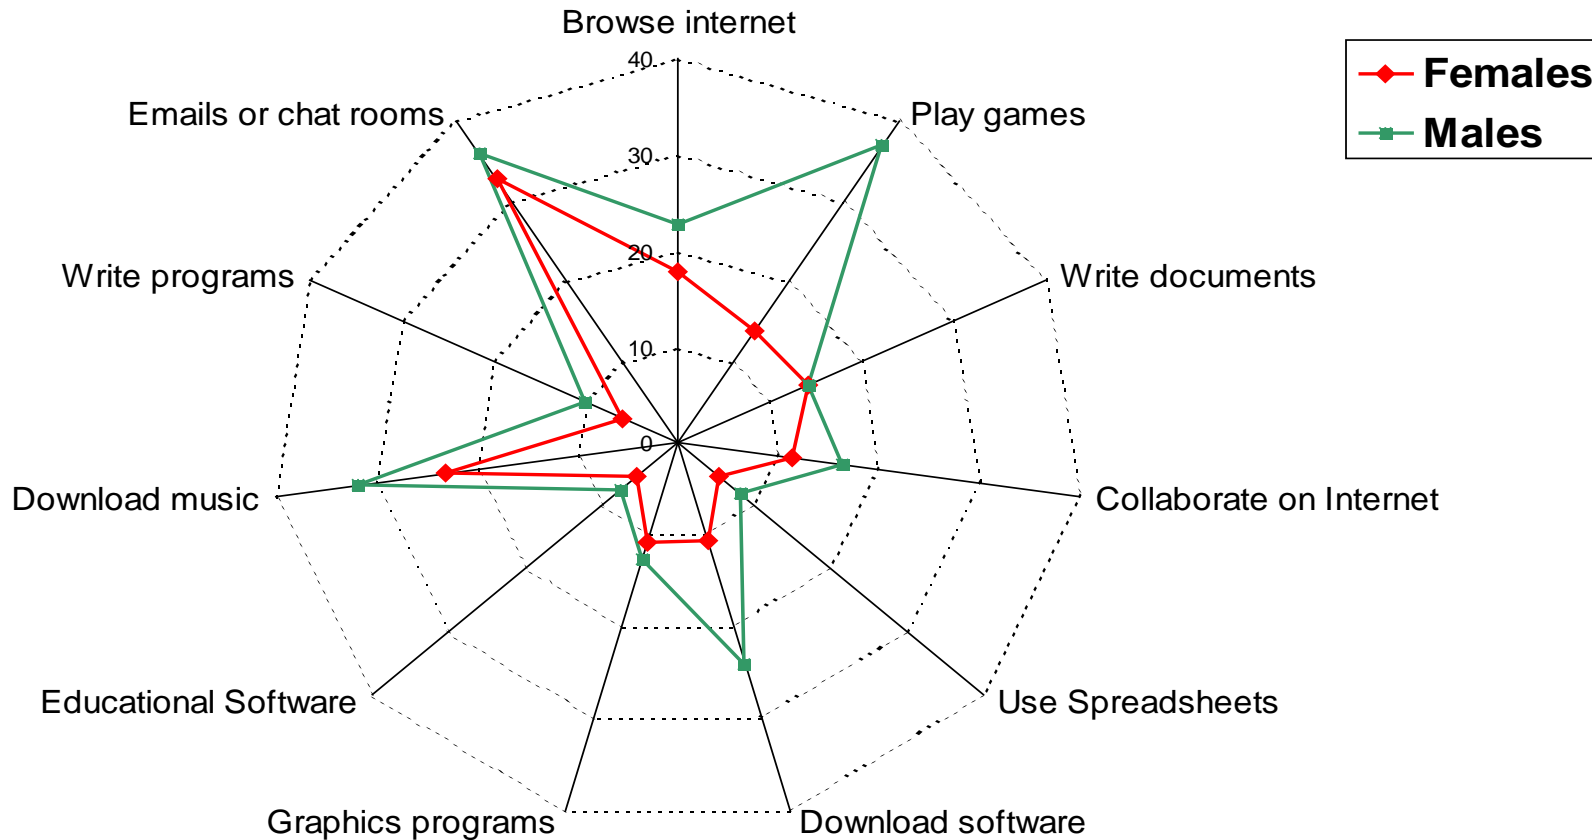 Browse internet
40
Females
Emails or chat rooms
Play games
Males
30
20
Write programs
Write documents
10
0
Download music
Collaborate on Internet
Educational Software
Use Spreadsheets
Graphics programs
Download software